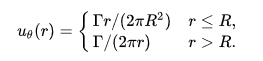 u_θ(r) = { Γr/(2πR²)   r ≤ R,
Γ/(2πr)   r > R.